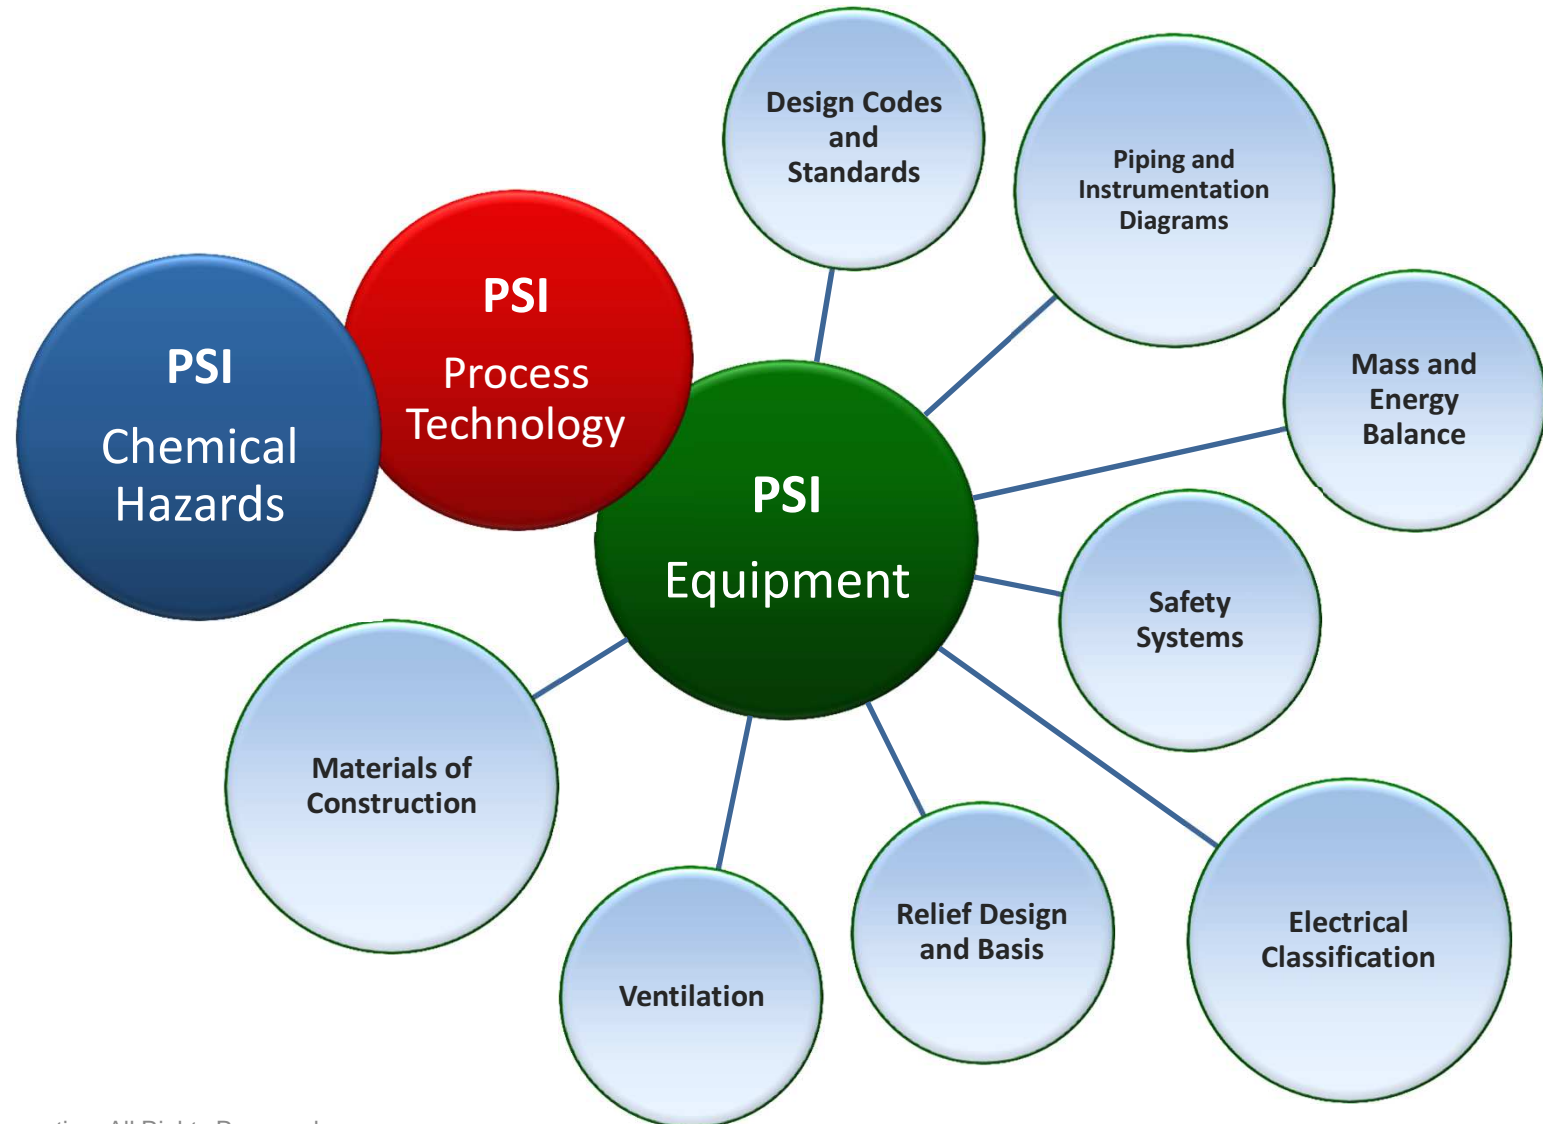 Design Codes
and
Standards
Piping and
Instrumentation
Diagrams
PSI
Process
Technology
PSI
Chemical
Hazards
Mass and
Energy
Balance
PSI
Equipment
Safety
Systems
Materials of
Construction
Relief Design
and Basis
Electrical
Classification
Ventilation